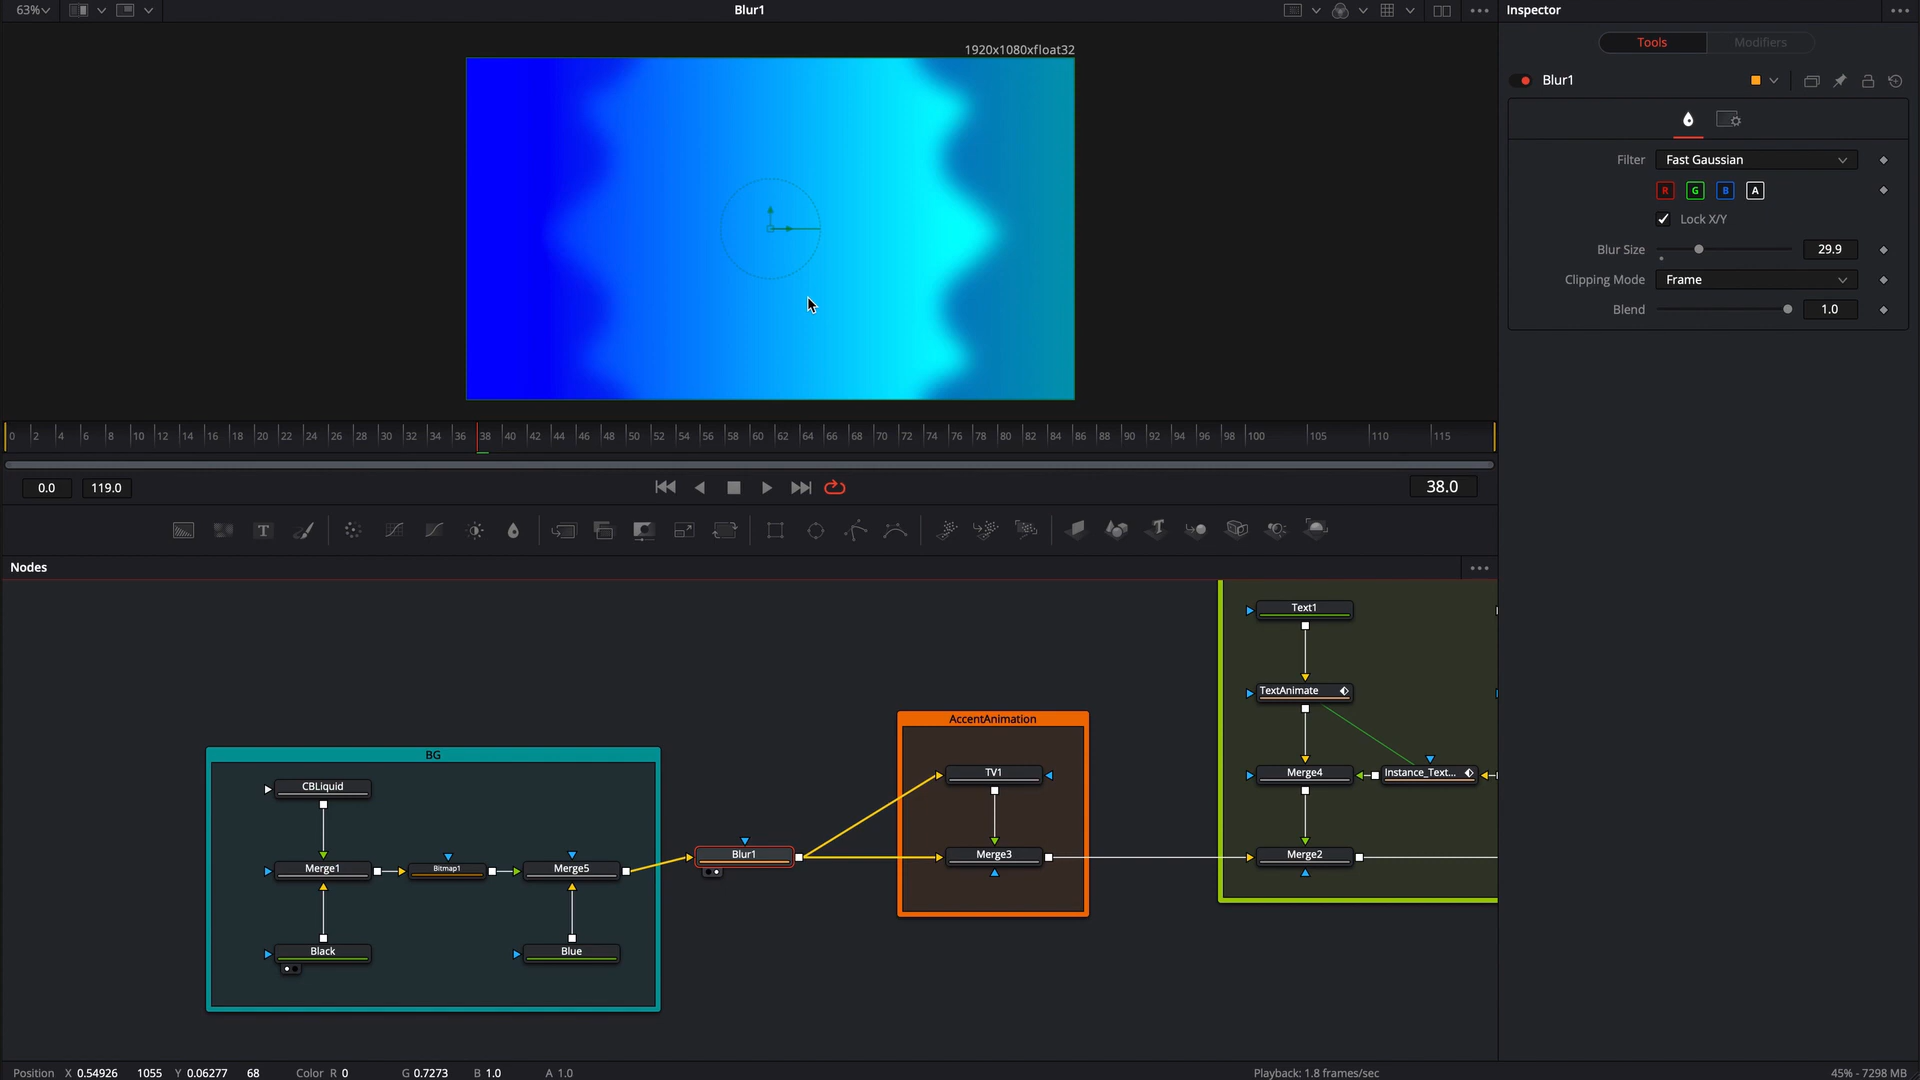 63%
Blur1
Inspector
1920x1080xfloat32
Tools
Modifiers
Blur1
Filter
Fast Gaussian
R G B A
Lock X/Y
Blur Size
29.9
Clipping Mode
Frame
Blend
1.0
0 2 4 6 8 10 12 14 16 18 20 22 24 26 28 30 32 34 36 38 40 42 44 46 48 50 52 54 56 58 60 62 64 66 68 70 72 74 76 78 80 82 84 86 88 90 92 94 96 98 100 105 110 115
0.0
119.0
38.0
Nodes
Text1
TextAnimate
AccentAnimation
BG
TV1
Merge4
Instance_Text...
CBLiquid
Blur1
Merge3
Merge2
Merge1
Bitmap1
Merge5
Black
Blue
Position X 0.54926 1055 Y 0.06277 68 Color R 0 G 0.7273 B 1.0 A 1.0
Playback: 1.8 frames/sec
45% - 7298 MB